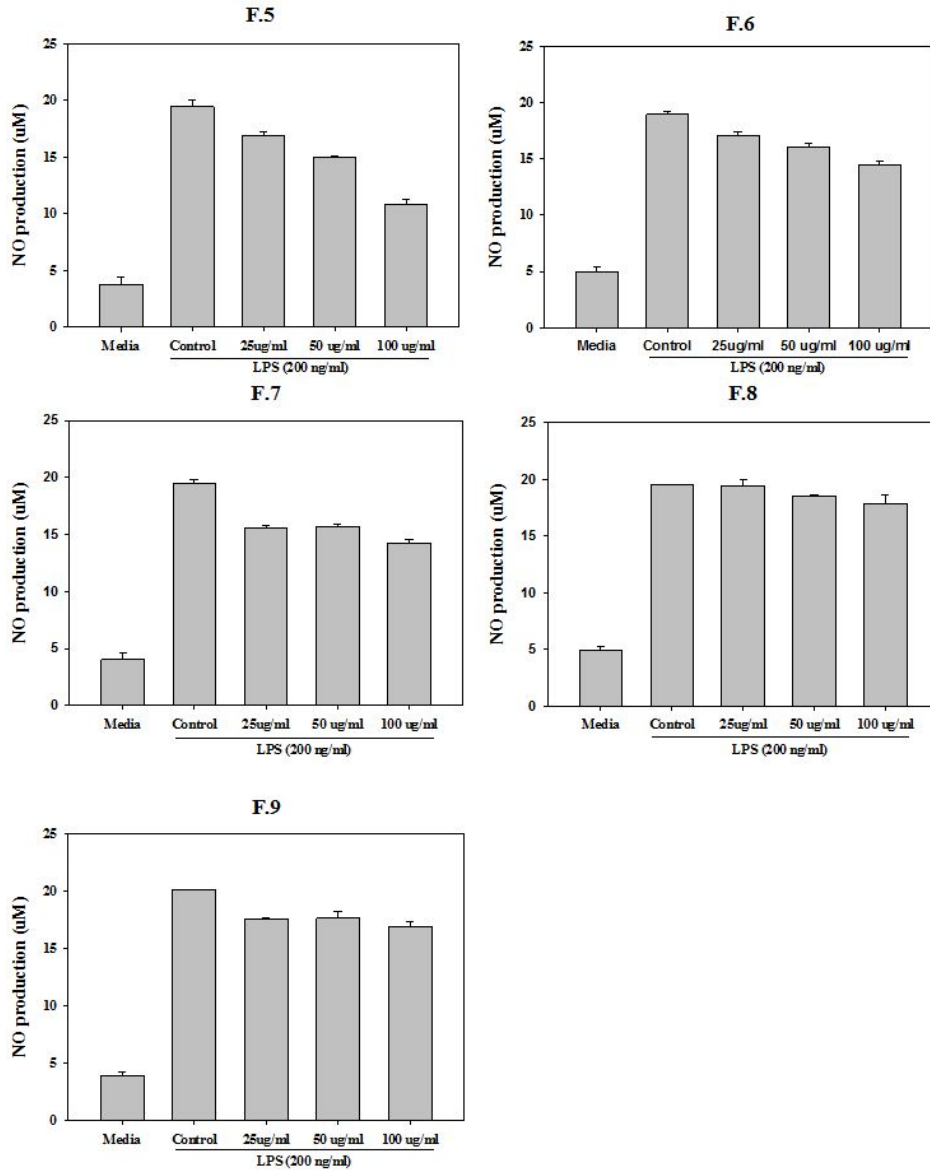 F.5
NO production (uM)
25
20
15
10
5
0
Media Control 25ug/ml 50 ug/ml 100 ug/ml
LPS (200 ng/ml)
F.6
NO production (uM)
25
20
15
10
5
0
Media Control 25ug/ml 50 ug/ml 100 ug/ml
LPS (200 ng/ml)
F.7
NO production (uM)
25
20
15
10
5
0
Media Control 25ug/ml 50 ug/ml 100 ug/ml
LPS (200 ng/ml)
F.8
NO production (uM)
25
20
15
10
5
0
Media Control 25ug/ml 50 ug/ml 100 ug/ml
LPS (200 ng/ml)
F.9
NO production (uM)
25
20
15
10
5
0
Media Control 25ug/ml 50 ug/ml 100 ug/ml
LPS (200 ng/ml)